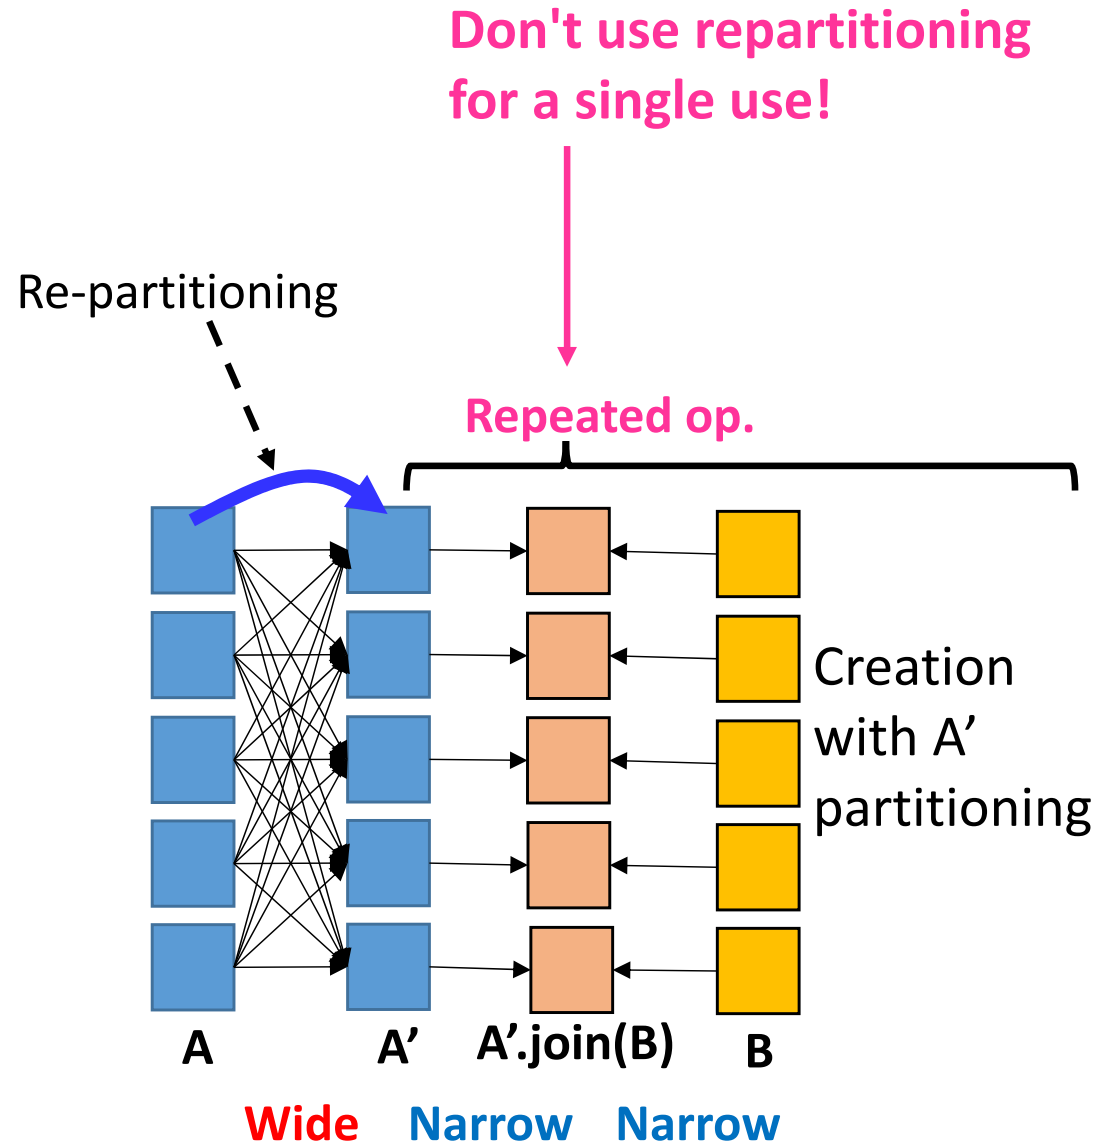 Don't use repartitioning
for a single use!
Re-partitioning
Repeated op.
Creation
with A’
partitioning
A
A’
A’.join(B)
B
Wide
Narrow
Narrow